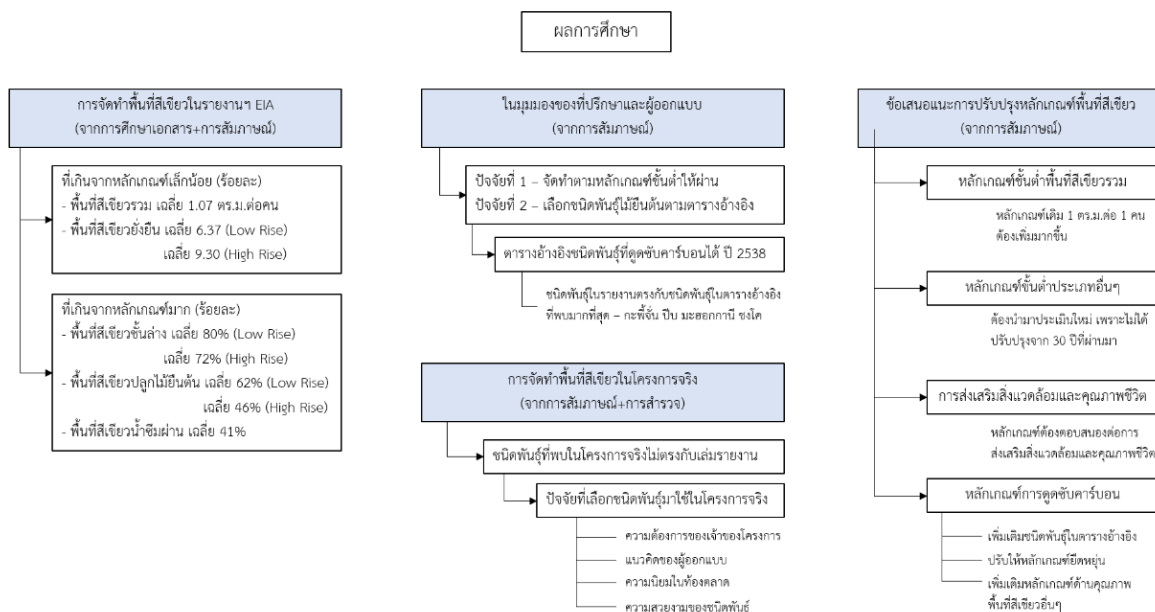 ผลการศึกษา
การจัดทำพื้นที่สีเขียวในรายงานฯ EIA
(จากการศึกษาเอกสาร+การสัมภาษณ์)
ที่เกินจากหลักเกณฑ์เล็กน้อย (ร้อยละ)
- พื้นที่สีเขียวรวม เฉลี่ย 1.07 ตร.ม.ต่อคน
- พื้นที่สีเขียวยั่งยืน เฉลี่ย 6.37 (Low Rise)
เฉลี่ย 9.30 (High Rise)
ที่เกินจากหลักเกณฑ์มาก (ร้อยละ)
- พื้นที่สีเขียวชั้นล่าง เฉลี่ย 80% (Low Rise)
เฉลี่ย 72% (High Rise)
- พื้นที่สีเขียวปลูกไม้ยืนต้น เฉลี่ย 62% (Low Rise)
เฉลี่ย 46% (High Rise)
- พื้นที่สีเขียวน้ำซึมผ่าน เฉลี่ย 41%
ในมุมมองของที่ปรึกษาและผู้ออกแบบ
(จากการสัมภาษณ์)
ปัจจัยที่ 1 – จัดทำตามหลักเกณฑ์ขั้นต่ำให้ผ่าน
ปัจจัยที่ 2 – เลือกชนิดพันธุ์ไม้ยืนต้นตามตารางอ้างอิง
ตารางอ้างอิงชนิดพันธุ์ที่ดูดซับคาร์บอนได้ ปี 2538
ชนิดพันธุ์ในรายงานตรงกับชนิดพันธุ์ในตารางอ้างอิง
ที่พบมากที่สุด – กะพี้จั่น ปีบ มะฮอกกานี ชงโค
การจัดทำพื้นที่สีเขียวในโครงการจริง
(จากการสัมภาษณ์+การสำรวจ)
ชนิดพันธุ์ที่พบในโครงการจริงไม่ตรงกับเล่มรายงาน
ปัจจัยที่เลือกชนิดพันธุ์มาใช้ในโครงการจริง
ความต้องการของเจ้าของโครงการ
แนวคิดของผู้ออกแบบ
ความนิยมในท้องตลาด
ความสวยงามของชนิดพันธุ์
ข้อเสนอแนะการปรับปรุงหลักเกณฑ์พื้นที่สีเขียว
(จากการสัมภาษณ์)
หลักเกณฑ์ขั้นต่ำพื้นที่สีเขียวรวม
หลักเกณฑ์เดิม 1 ตร.ม.ต่อ 1 คน
ต้องเพิ่มมากขึ้น
หลักเกณฑ์ขั้นต่ำประเภทอื่นๆ
ต้องนำมาประเมินใหม่ เพราะไม่ได้
ปรับปรุงจาก 30 ปีที่ผ่านมา
การส่งเสริมสิ่งแวดล้อมและคุณภาพชีวิต
หลักเกณฑ์ต้องตอบสนองต่อการ
ส่งเสริมสิ่งแวดล้อมและคุณภาพชีวิต
หลักเกณฑ์การดูดซับคาร์บอน
เพิ่มเติมชนิดพันธุ์ในตารางอ้างอิง
ปรับให้หลักเกณฑ์ยืดหยุ่น
เพิ่มเติมหลักเกณฑ์ด้านคุณภาพ
พื้นที่สีเขียวอื่นๆ